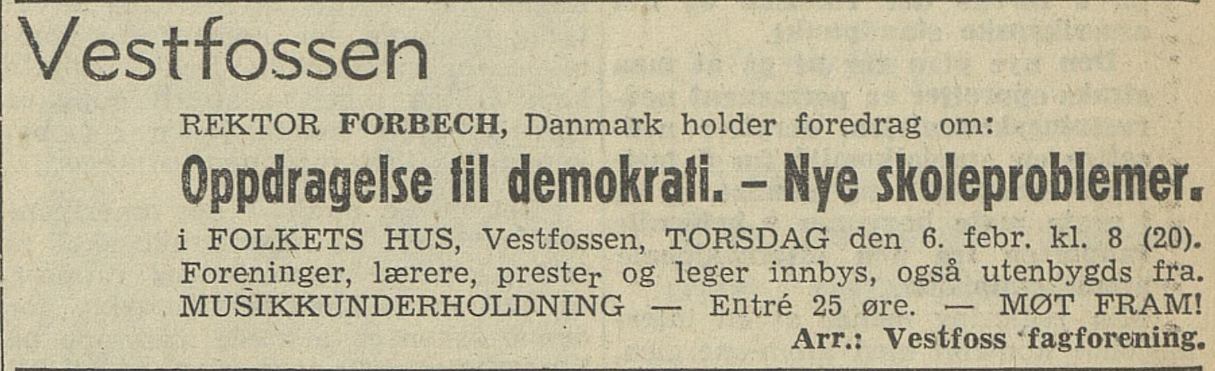 Vestfossen
REKTOR FORBECH, Danmark holder foredrag om:
Oppdragelse til demokrati. — Nye skoleproblemer.
i FOLKETS HUS, Vestfossen, TORSDAG den 6. febr. kl. 8 (20).
Foreninger, lærere, prester og leger innbys, også utenbygds fra.
MUSIKKUNDERHOLDNING — Entré 25 øre. — MØT FRAM!
Arr.: Vestfoss fagforening.